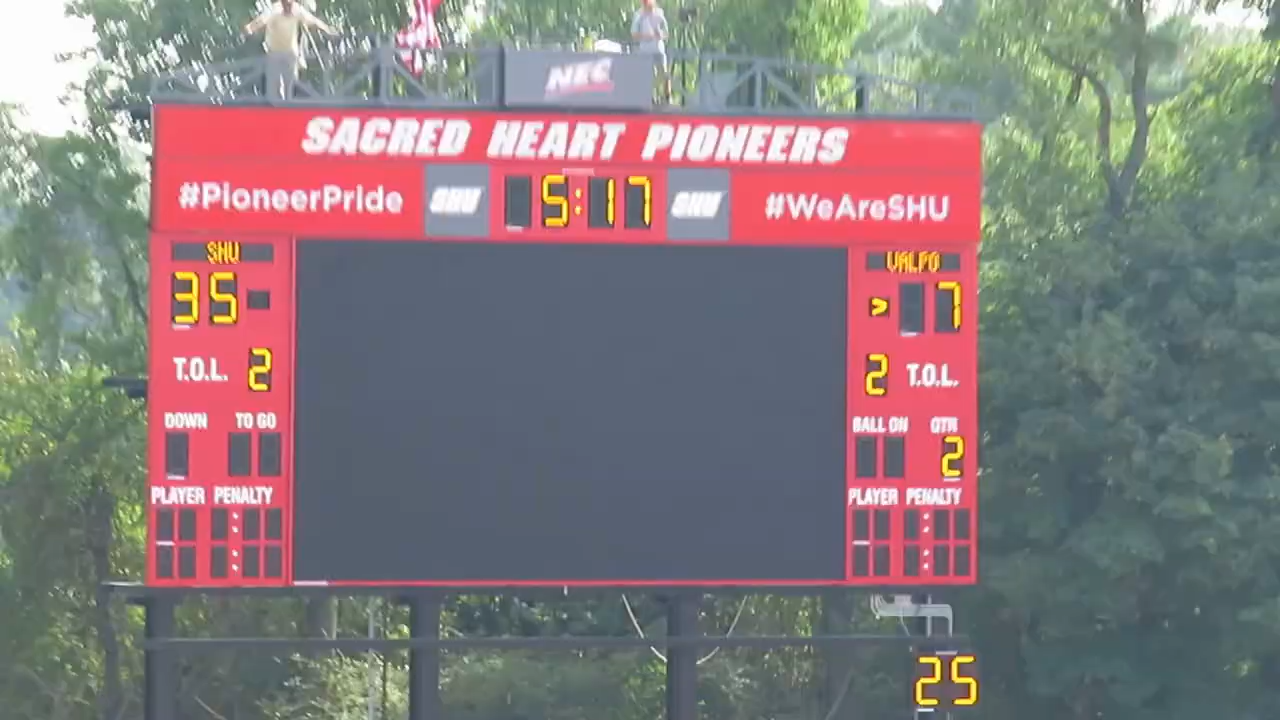 NEC
SACRED HEART PIONEERS
#PioneerPride SHU 5:17 SHU #WeAreSHU
SHU VALPO
35 > 7
T.O.L. 2 2 T.O.L.
DOWN TO GO BALL ON QTR
2
PLAYER PENALTY PLAYER PENALTY
25